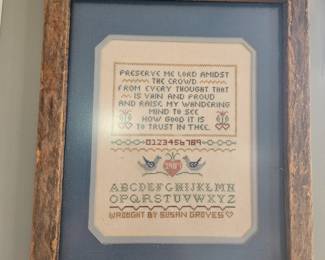 PRESERVE ME LORD AMIDST
THE CROWD
FROM EVERY THOUGHT THAT
IS VAIN AND PROUD
AND RAISE MY WANDERING
MIND TO SEE
HOW GOOD IT IS
TO TRUST IN THEE.
0123456789
ABCDEFGHIJKLMN
OPQRSTUVWXYZ
WROUGHT BY SUSAN GROVES